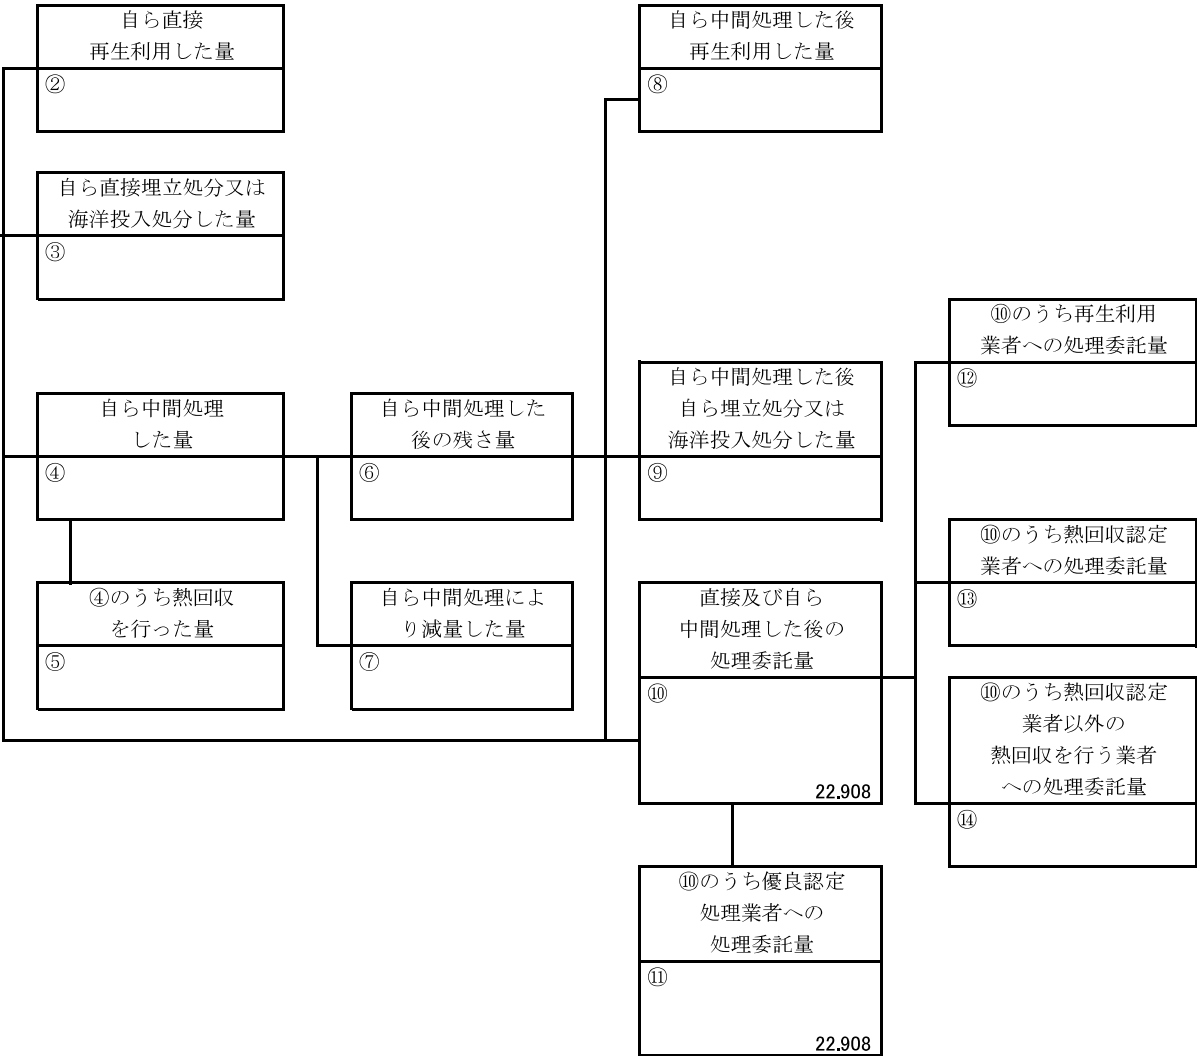 自ら直接
再生利用した量
②
自ら直接埋立処分又は
海洋投入処分した量
③
自ら中間処理
した量
④
④のうち熱回収
を行った量
⑤
自ら中間処理した
後の残さ量
⑥
自ら中間処理によ
り減量した量
⑦
自ら中間処理した後
再生利用した量
⑧
自ら中間処理した後
自ら埋立処分又は
海洋投入処分した量
⑨
直接及び自ら
中間処理した後の
処理委託量
⑩
22.908
⑩のうち優良認定
処理業者への
処理委託量
⑪
22.908
⑩のうち再生利用
業者への処理委託量
⑫
⑩のうち熱回収認定
業者への処理委託量
⑬
⑩のうち熱回収認定
業者以外の
熱回収を行う業者
への処理委託量
⑭